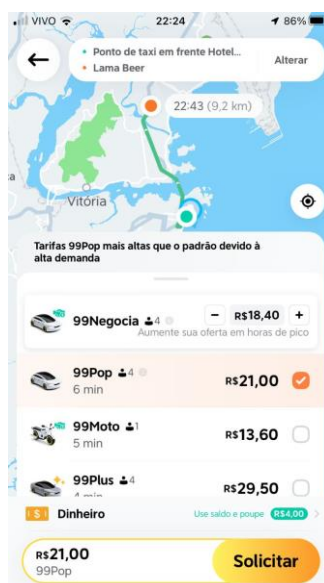 VIVO 22:24 86%
Ponto de taxi em frente Hotel...
Lama Beer
Alterar
22:43 (9,2 km)
Vitória
Tarifas 99Pop mais altas que o padrão devido à
alta demanda
99Negocia 4 - R$18,40 +
Aumente sua oferta em horas de pico
99Pop 4
6 min
R$21,00
99Moto 1
5 min
R$13,60
99Plus 4
4 min
R$29,50
Dinheiro
Use saldo e poupe R$4,00
R$21,00
99Pop
Solicitar